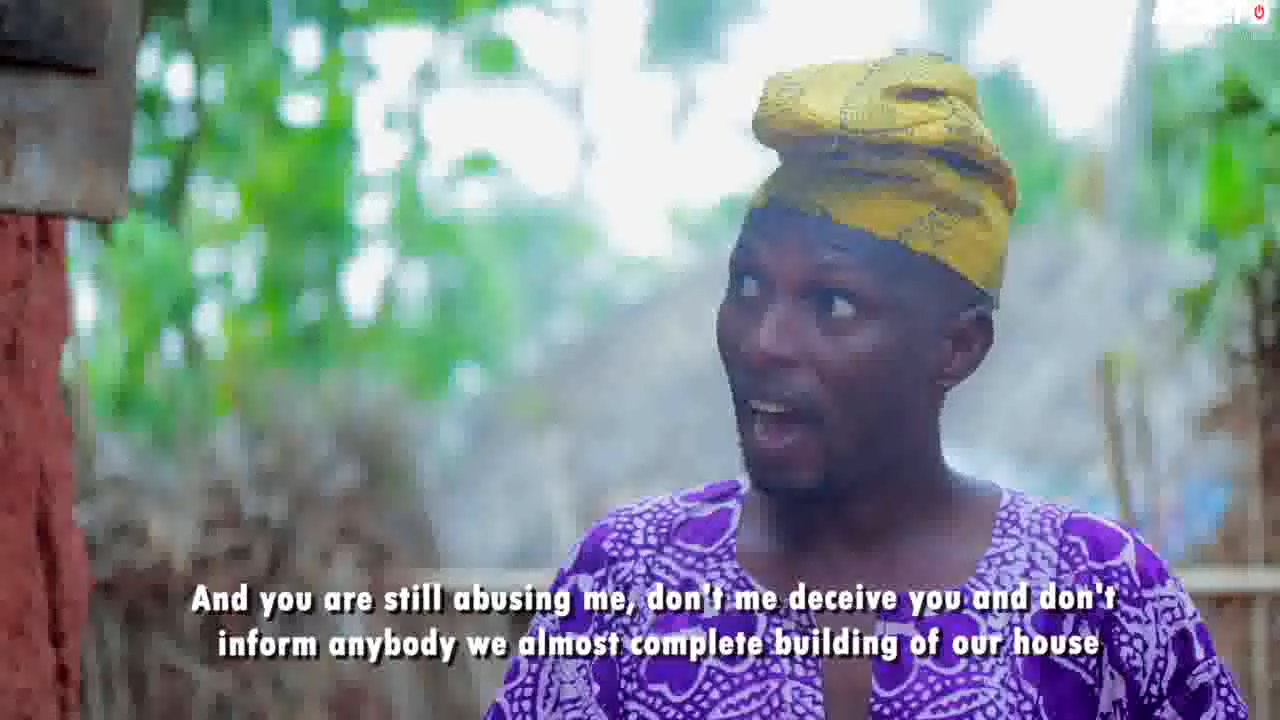 And you are still abusing me, don't me deceive you and don't
inform anybody we almost complete building of our house